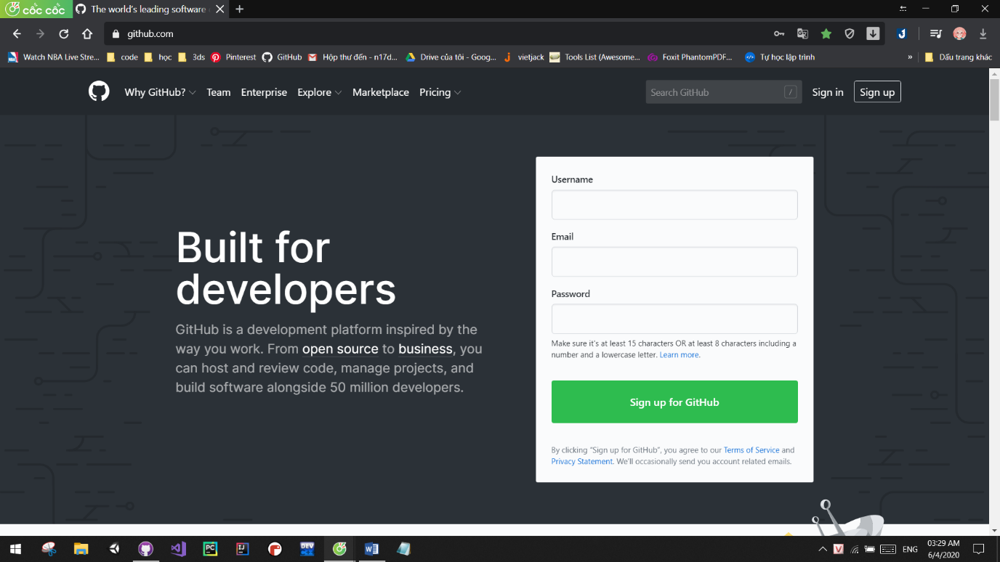 cốc cốc
The world's leading software
github.com
Watch NBA Live Stre... code học 3ds Pinterest GitHub Hộp thư đến - n17d... Drive của tôi - Goog... vietjack Tools List (Awesome... Foxit PhantomPDF... Tự học lập trình » Dấu trang khác
Why GitHub? Team Enterprise Explore Marketplace Pricing Search GitHub / Sign in Sign up
Built for
developers
GitHub is a development platform inspired by the
way you work. From open source to business, you
can host and review code, manage projects, and
build software alongside 50 million developers.
Username
Email
Password
Make sure it's at least 15 characters OR at least 8 characters including a
number and a lowercase letter. Learn more.
Sign up for GitHub
By clicking "Sign up for GitHub", you agree to our Terms of Service and
Privacy Statement. We'll occasionally send you account related emails.
ENG
03:29 AM
6/4/2020